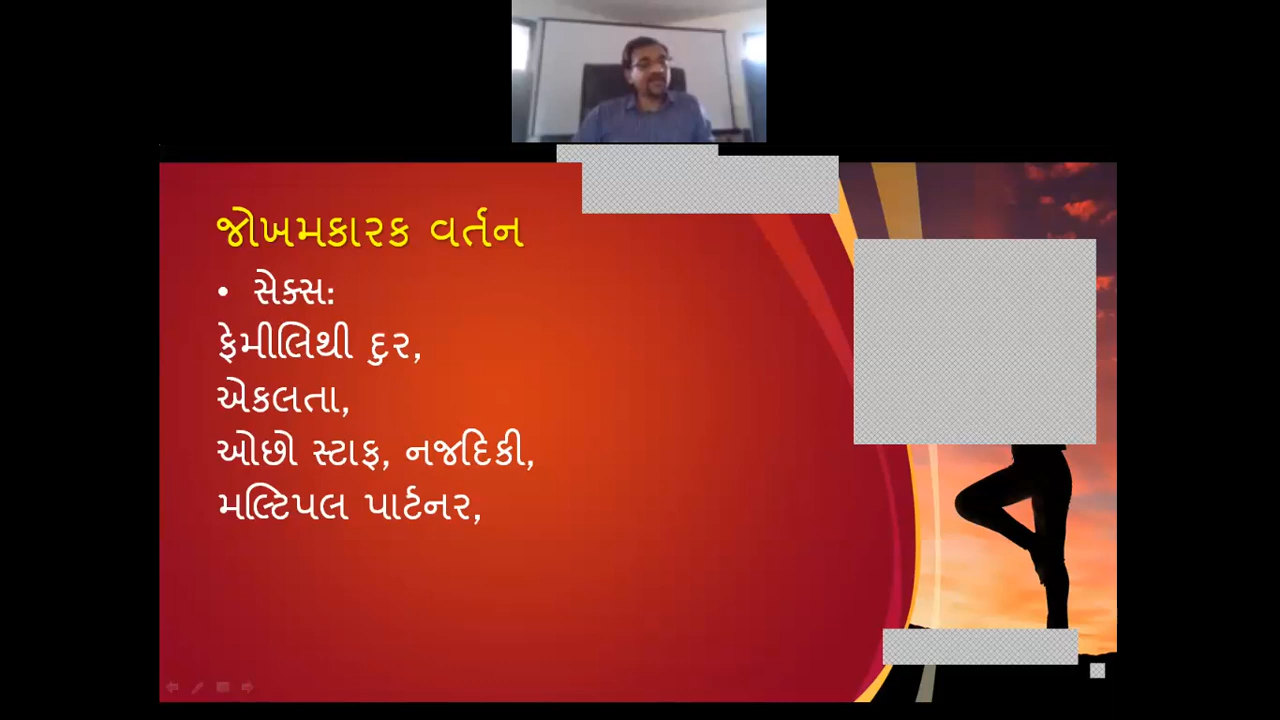 જોખમકારક વર્તન
• સેક્સ:
ફેમીલિથી દુર,
એકલતા,
ઓછો સ્ટાફ, નજદિકી,
મલ્ટિપલ પાર્ટનર,